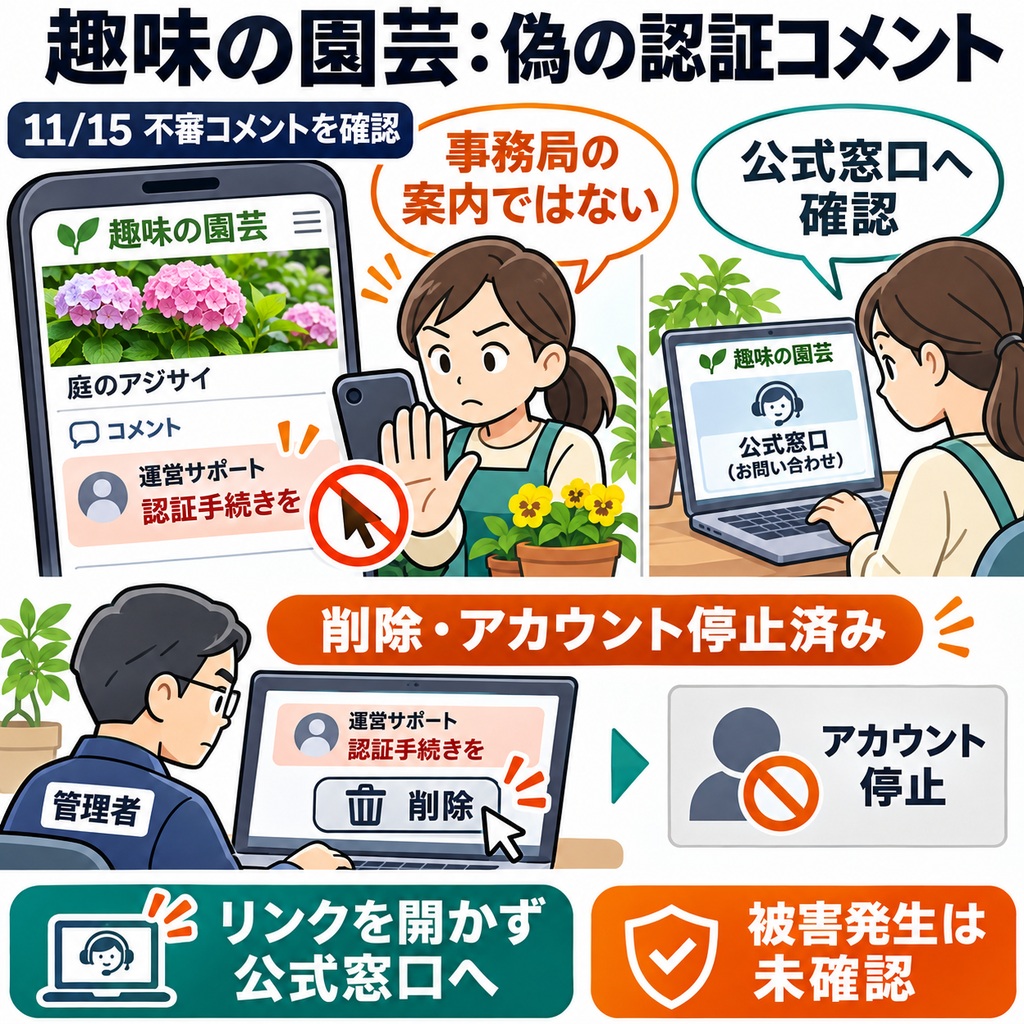 趣味の園芸：偽の認証コメント
11/15 不審コメントを確認
事務局の
案内ではない
公式窓口へ
確認
趣味の園芸
庭のアジサイ
コメント
運営サポート
認証手続きを
趣味の園芸
公式窓口
(お問い合わせ)
削除・アカウント停止済み
管理者
運営サポート
認証手続きを
削除
アカウント
停止
リンクを開かず
公式窓口へ
被害発生は
未確認